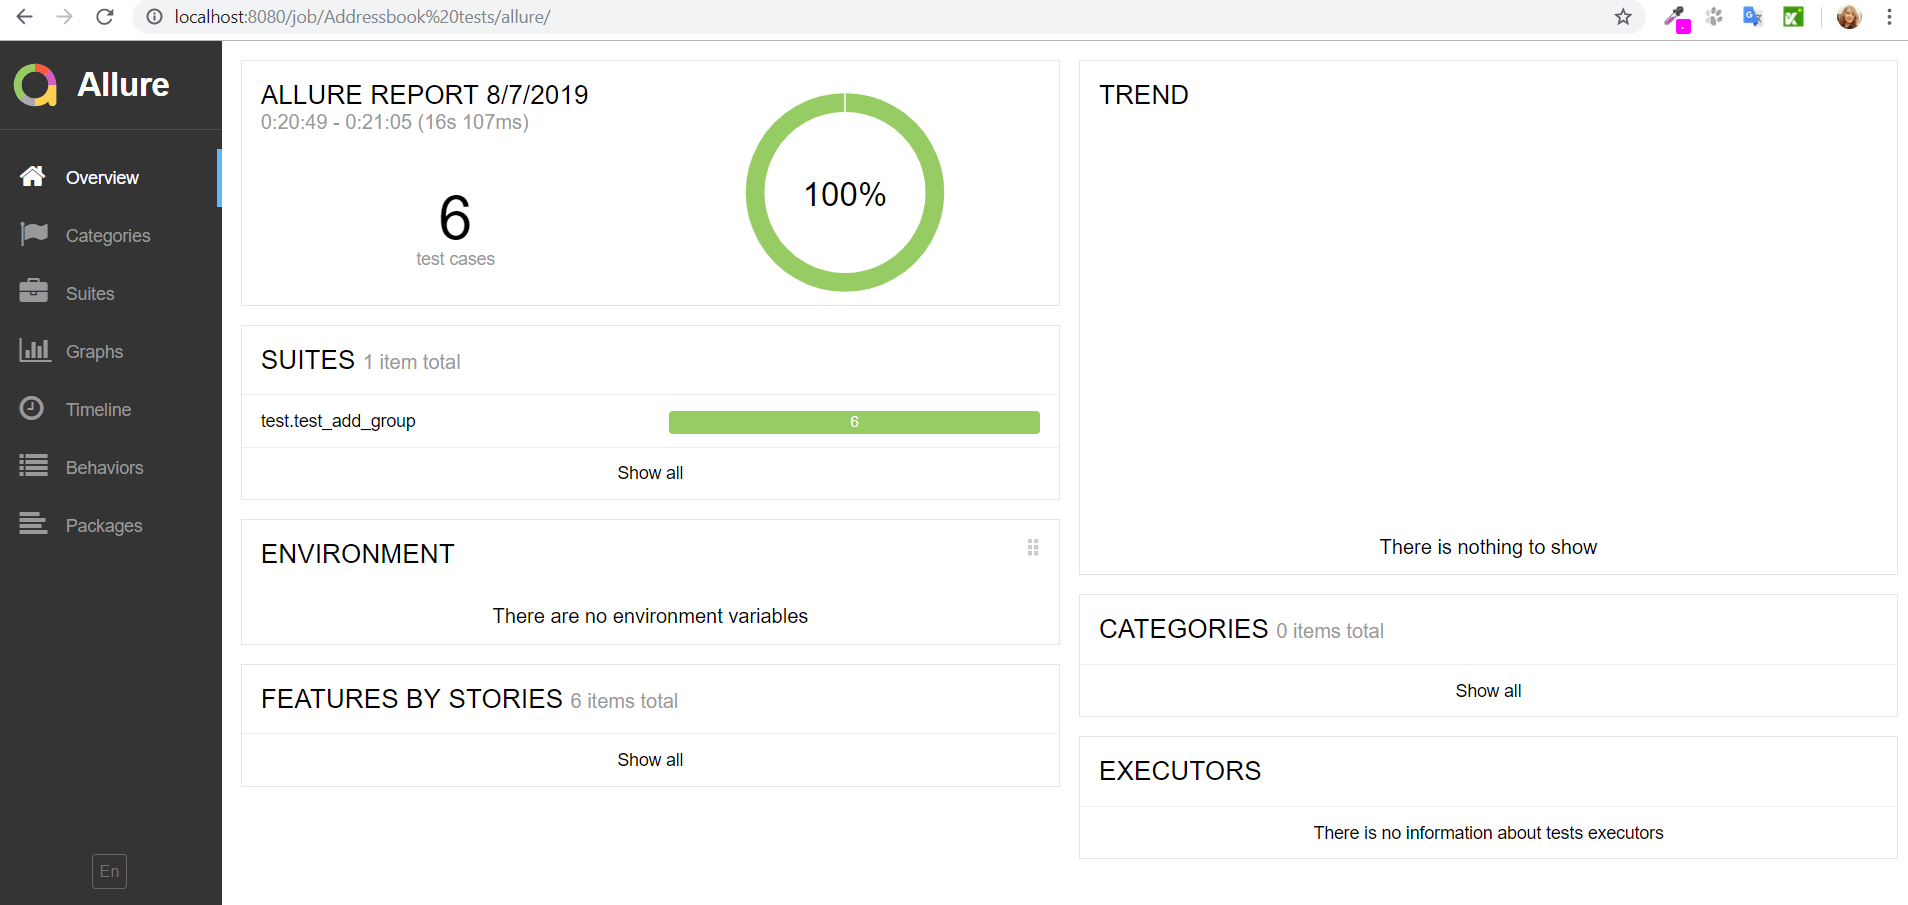 localhost:8080/job/Addressbook%20tests/allure/
Allure
Overview
Categories
Suites
Graphs
Timeline
Behaviors
Packages
En
ALLURE REPORT 8/7/2019
0:20:49 - 0:21:05 (16s 107ms)
6
test cases
100%
SUITES 1 item total
test.test_add_group 6
Show all
ENVIRONMENT
There are no environment variables
FEATURES BY STORIES 6 items total
Show all
TREND
There is nothing to show
CATEGORIES 0 items total
Show all
EXECUTORS
There is no information about tests executors